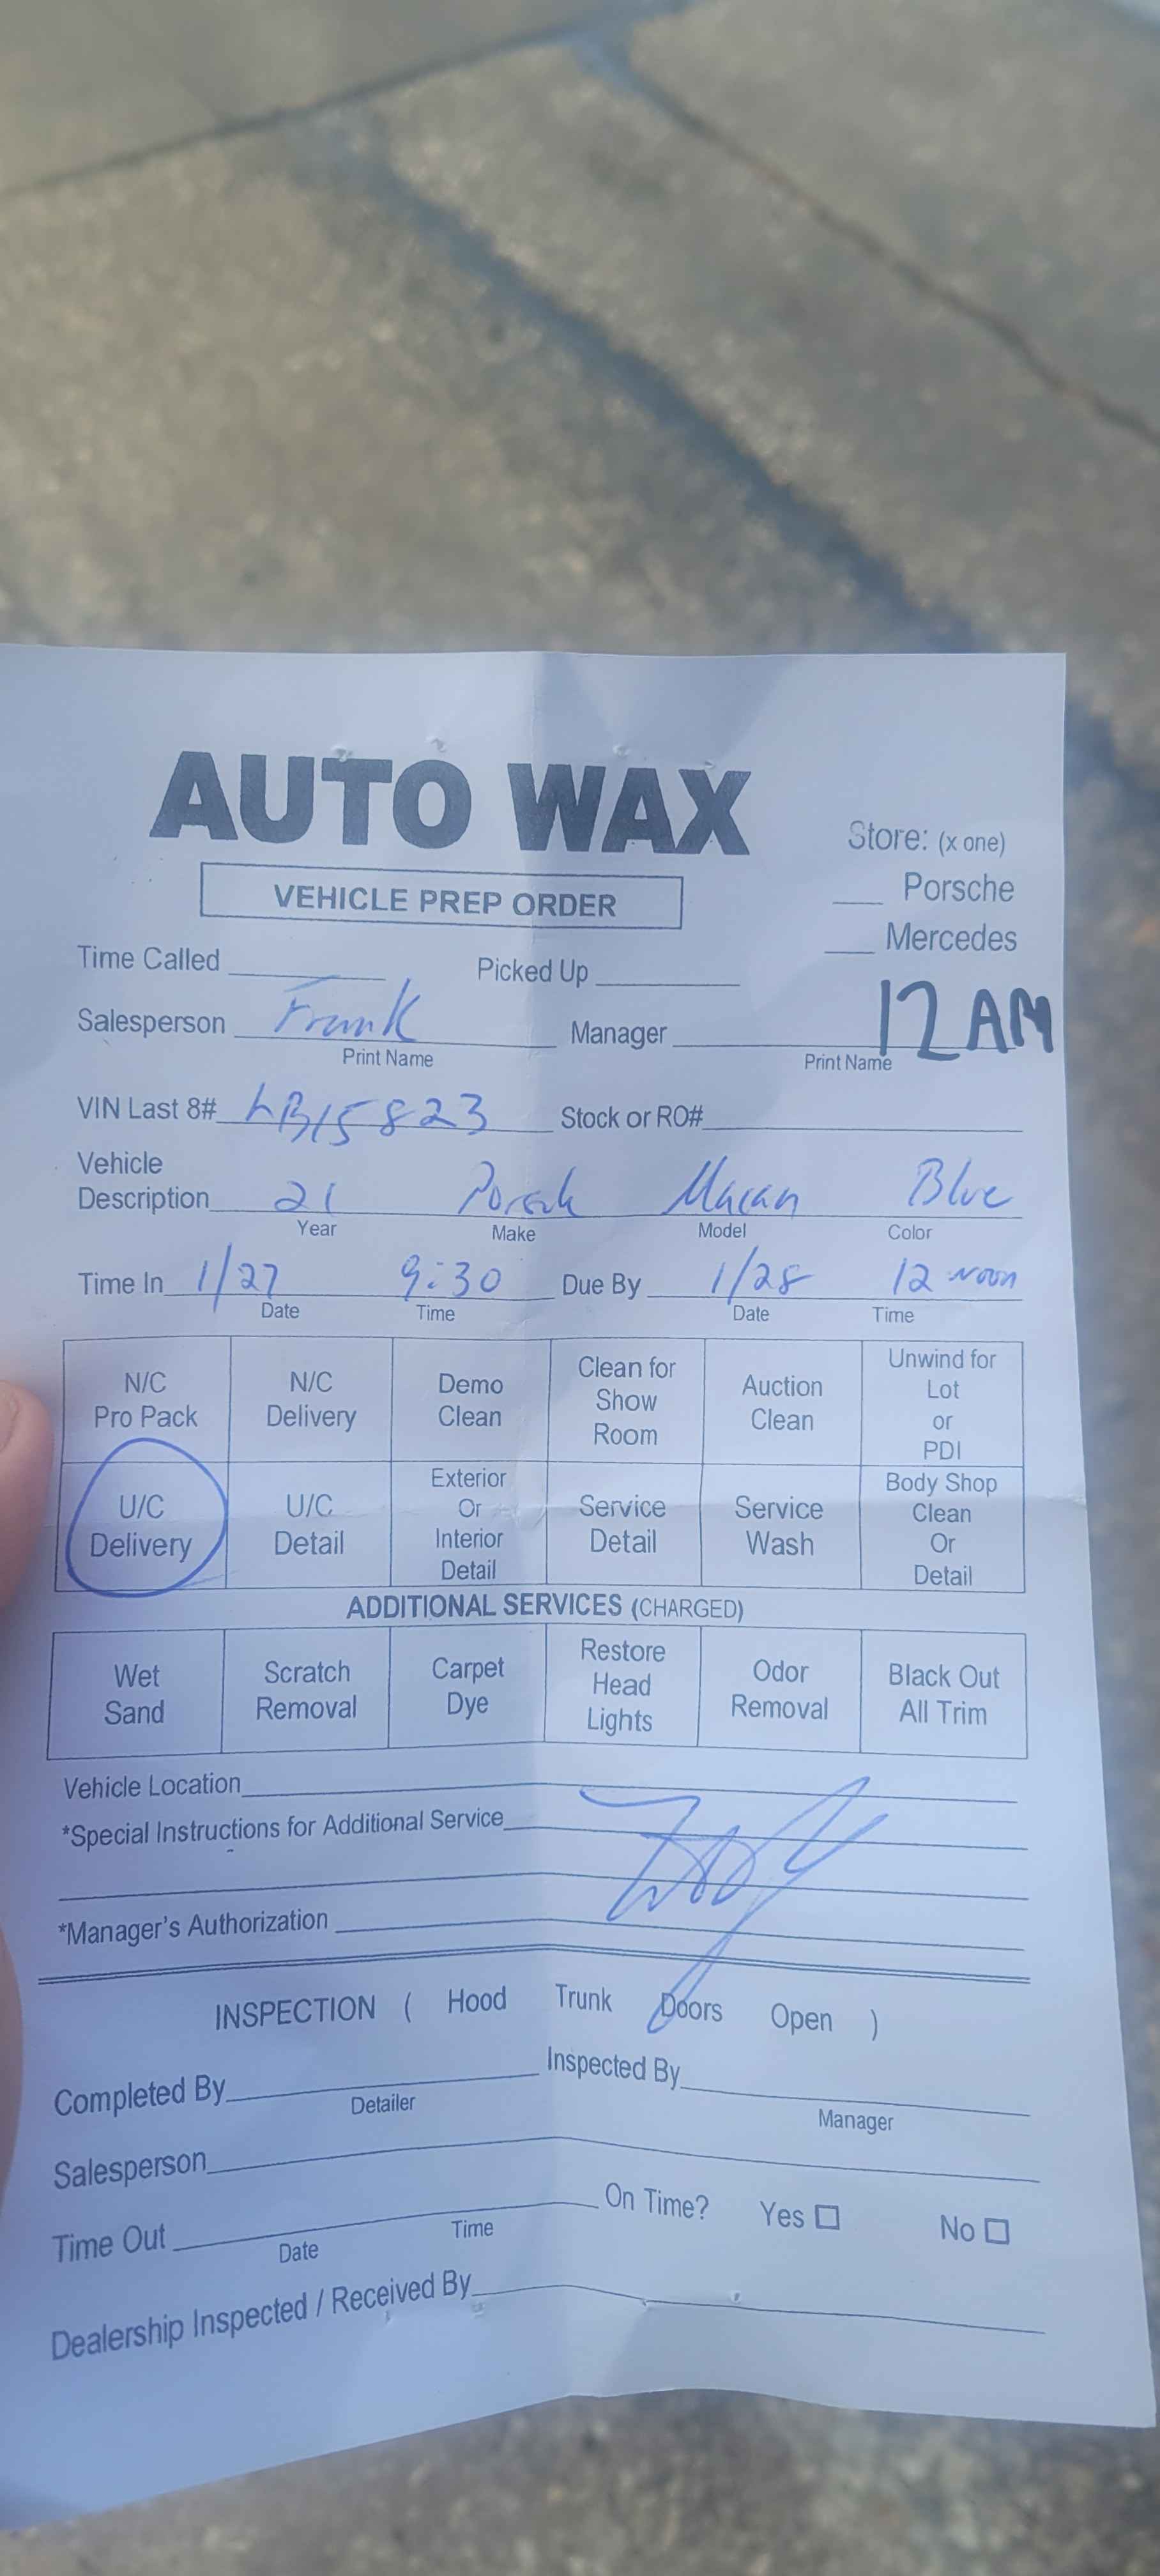 AUTO WAX
Store: (x one)
VEHICLE PREP ORDER
Porsche
Mercedes
Time Called Picked Up
12 AM
Salesperson Frank Manager
Print Name Print Name
VIN Last 8# LB15823 Stock or RO#
Vehicle
Description 21 Porsch Macan Blue
Year Make Model Color
Time In 1/27 9:30 Due By 1/28 12 noon
Date Time Date Time
N/C Pro Pack
N/C Delivery
Demo Clean
Clean for Show Room
Auction Clean
Unwind for Lot or PDI
U/C Delivery
U/C Detail
Exterior Or Interior Detail
Service Detail
Service Wash
Body Shop Clean Or Detail
ADDITIONAL SERVICES (CHARGED)
Wet Sand
Scratch Removal
Carpet Dye
Restore Head Lights
Odor Removal
Black Out All Trim
Vehicle Location
*Special Instructions for Additional Service
*Manager's Authorization
INSPECTION ( Hood Trunk Doors Open )
Completed By Inspected By
Detailer Manager
Salesperson
Time Out On Time? Yes No
Date Time
Dealership Inspected / Received By